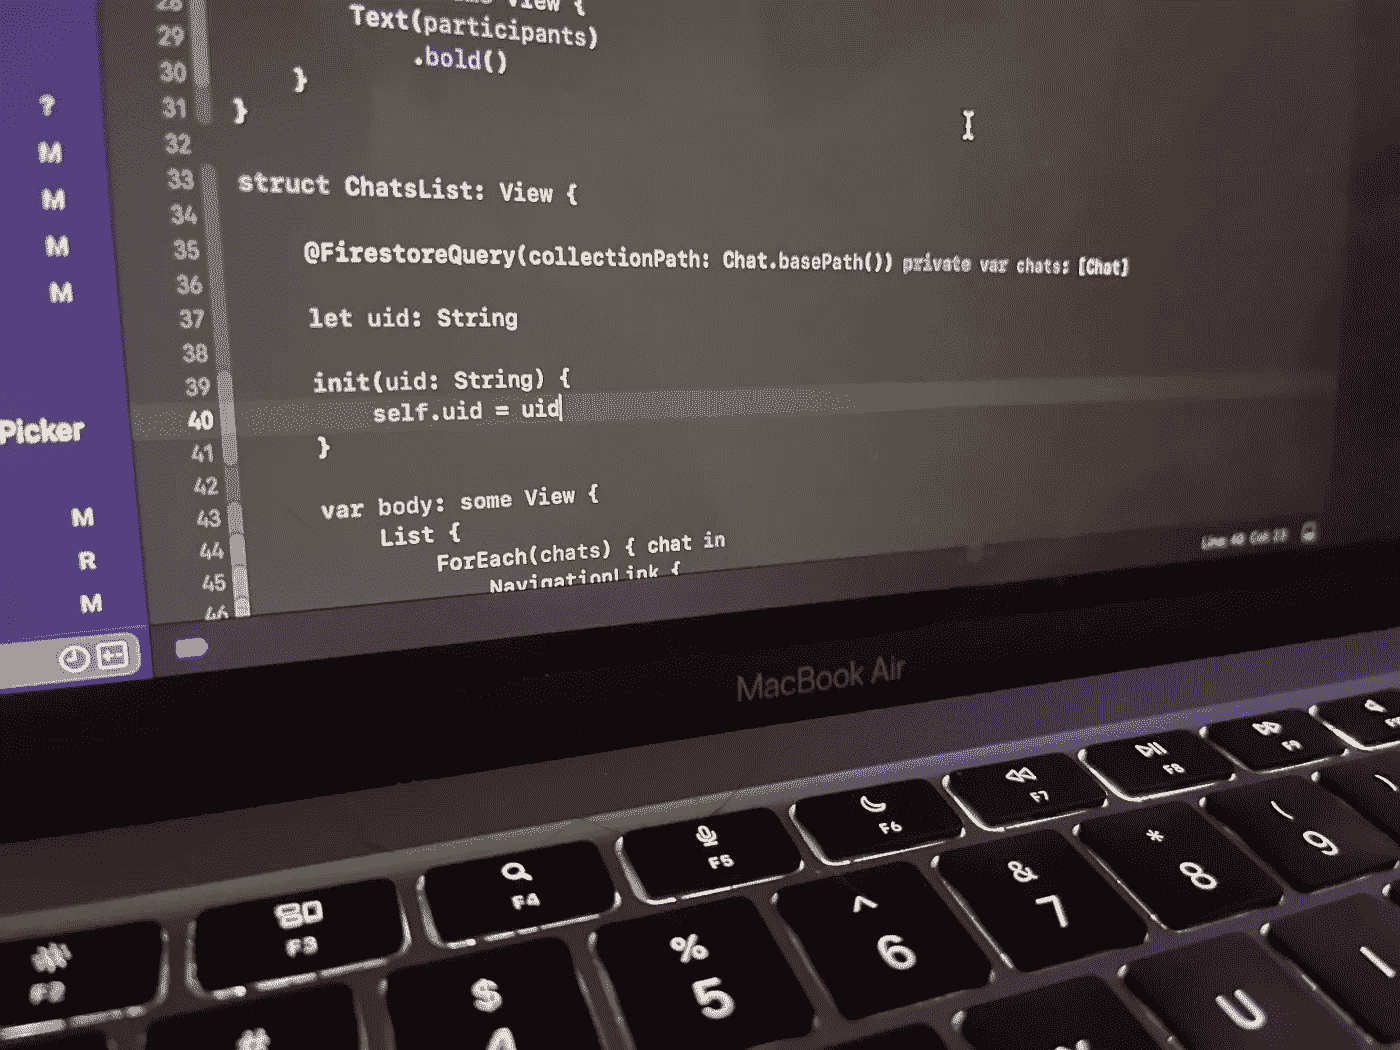 28
View {
29 Text(participants)
30 .bold()
31 }
32 }
33 struct ChatsList: View {
34
35 @FirestoreQuery(collectionPath: Chat.basePath()) private var chats: [Chat]
36
37 let uid: String
38
39 init(uid: String) {
40 self.uid = uid
41 }
42
43 var body: some View {
44 List {
45 ForEach(chats) { chat in
46 NavigationLink {
?
M
M
M
M
Picker
M
R
M
Line: 40 Col: 23
MacBook Air
F2
F3
F4
F5
F6
F7
F8
F9
#
$ 4
% 5
^ 6
& 7
* 8
( 9
)
U
I